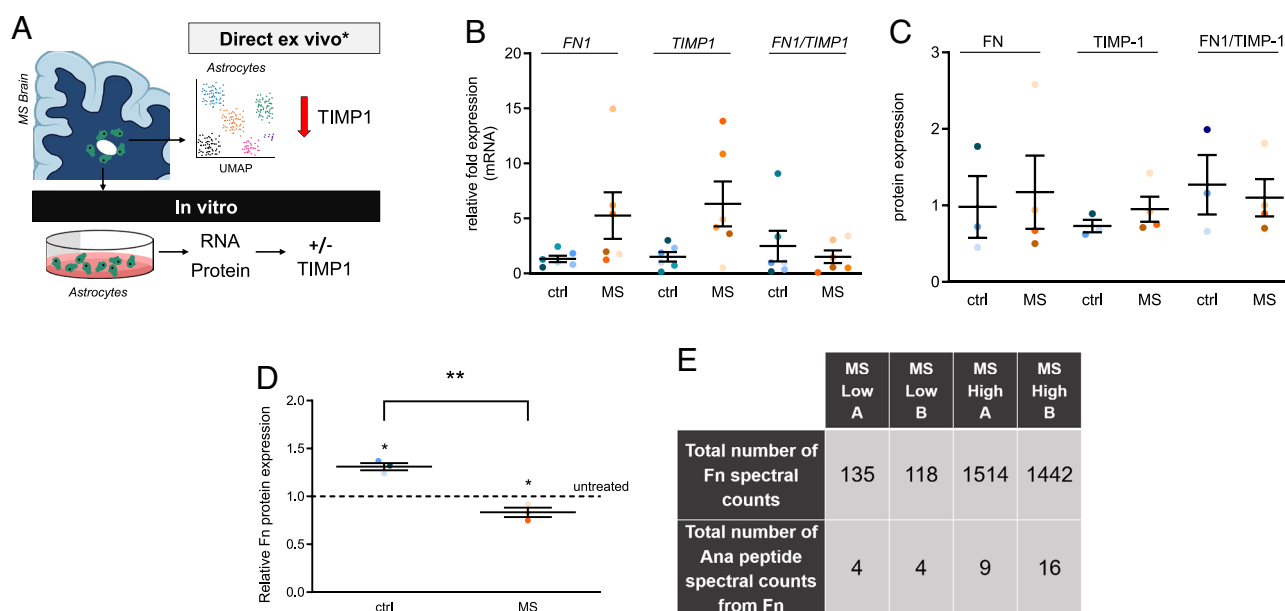 A
Direct ex vivo*
MS Brain
Astrocytes
TIMP1
UMAP
In vitro
RNA
Protein
+/-
TIMP1
Astrocytes
B
FN1 TIMP1 FN1/TIMP1
relative fold expression
(mRNA)
20
15
10
5
0
ctrl MS ctrl MS ctrl MS
C
FN TIMP-1 FN1/TIMP-1
protein expression
3
2
1
0
ctrl MS ctrl MS ctrl MS
D
**
Relative Fn protein expression
2.0
1.5
1.0
0.5
0.0
*
*
untreated
ctrl MS
E
MS Low A
MS Low B
MS High A
MS High B
Total number of
Fn spectral
counts
135 118 1514 1442
Total number of
Ana peptide
spectral counts
from Fn
4 4 9 16